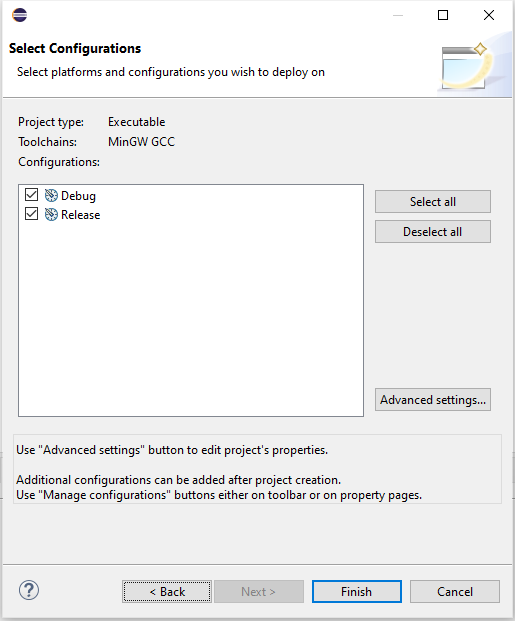 Select Configurations
Select platforms and configurations you wish to deploy on
Project type: Executable
Toolchains: MinGW GCC
Configurations:
Debug
Release
Select all
Deselect all
Advanced settings...
Use "Advanced settings" button to edit project's properties.
Additional configurations can be added after project creation.
Use "Manage configurations" buttons either on toolbar or on property pages.
?
< Back
Next >
Finish
Cancel